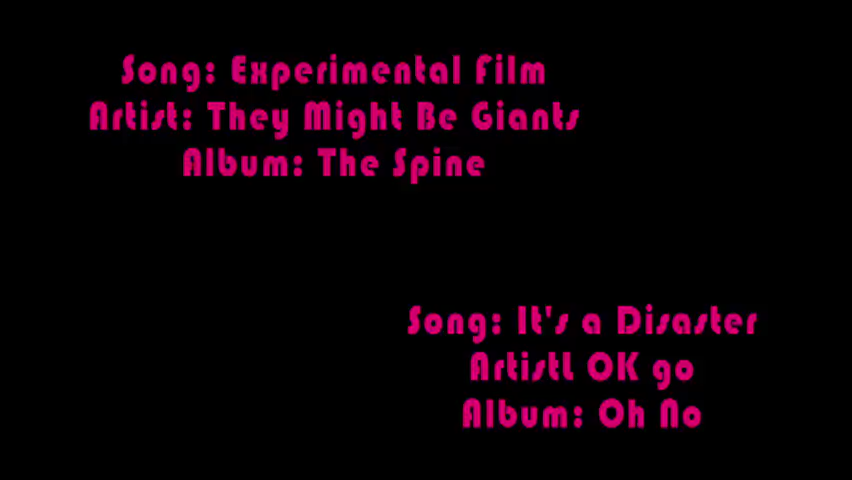 Song: Experimental Film
Artist: They Might Be Giants
Album: The Spine
Song: It's a Disaster
ArtistL OK go
Album: Oh No